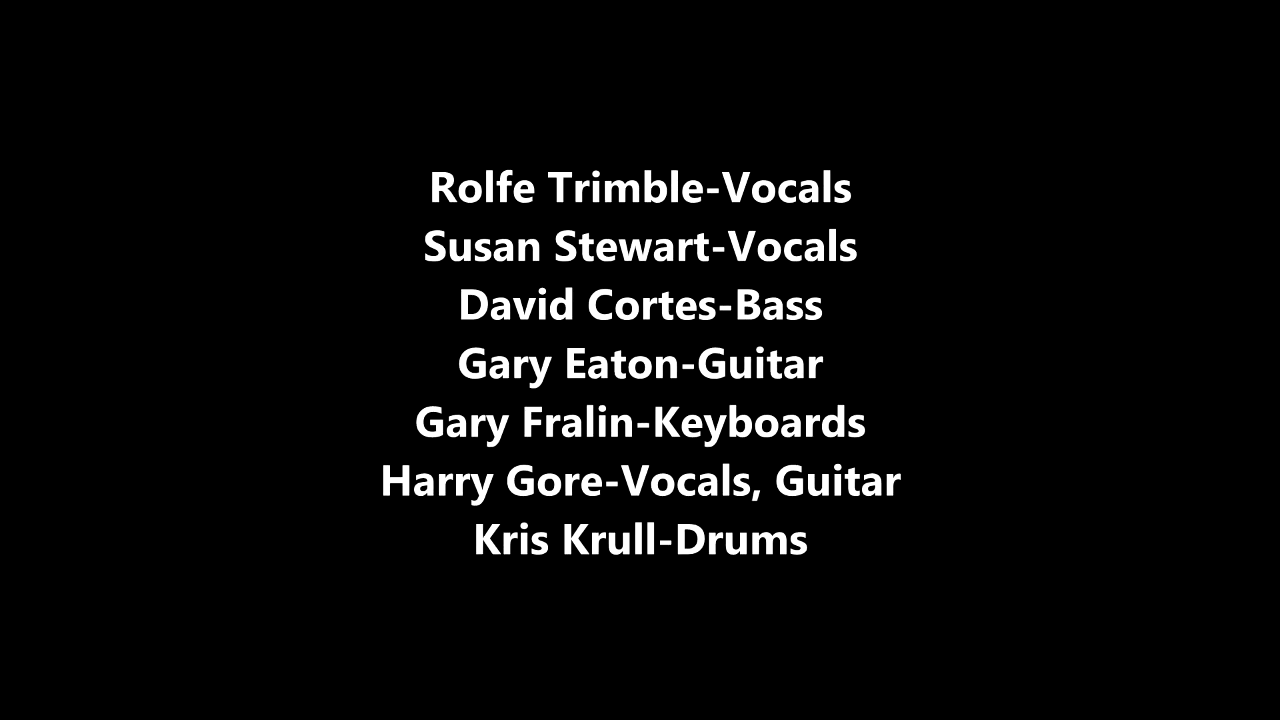 Rolfe Trimble-Vocals
Susan Stewart-Vocals
David Cortes-Bass
Gary Eaton-Guitar
Gary Fralin-Keyboards
Harry Gore-Vocals, Guitar
Kris Krull-Drums